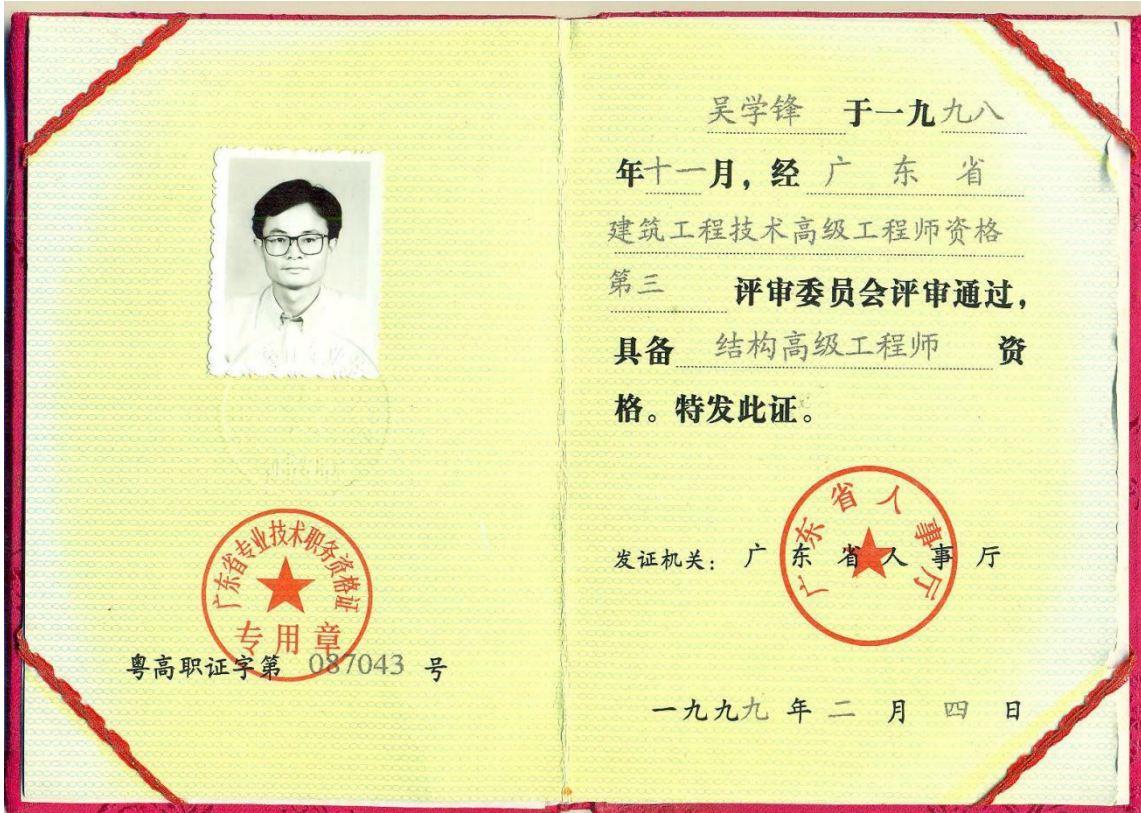 广东省专业技术职务资格证
专用章
粤高职证字第 087043 号
吴学锋 于一九九八
年十一月，经 广东省
建筑工程技术高级工程师资格
第三 评审委员会评审通过，
具备 结构高级工程师 资
格。特发此证。
广东省人事厅
发证机关：广东省人事厅
一九九九年二月四日